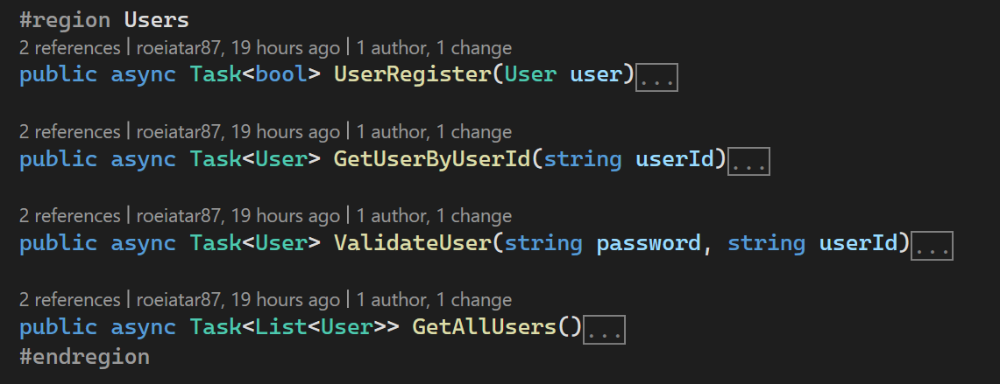 #region Users
2 references | roeiatar87, 19 hours ago | 1 author, 1 change
public async Task<bool> UserRegister(User user)...
2 references | roeiatar87, 19 hours ago | 1 author, 1 change
public async Task<User> GetUserByUserId(string userId)...
2 references | roeiatar87, 19 hours ago | 1 author, 1 change
public async Task<User> ValidateUser(string password, string userId)...
2 references | roeiatar87, 19 hours ago | 1 author, 1 change
public async Task<List<User>> GetAllUsers()...
#endregion